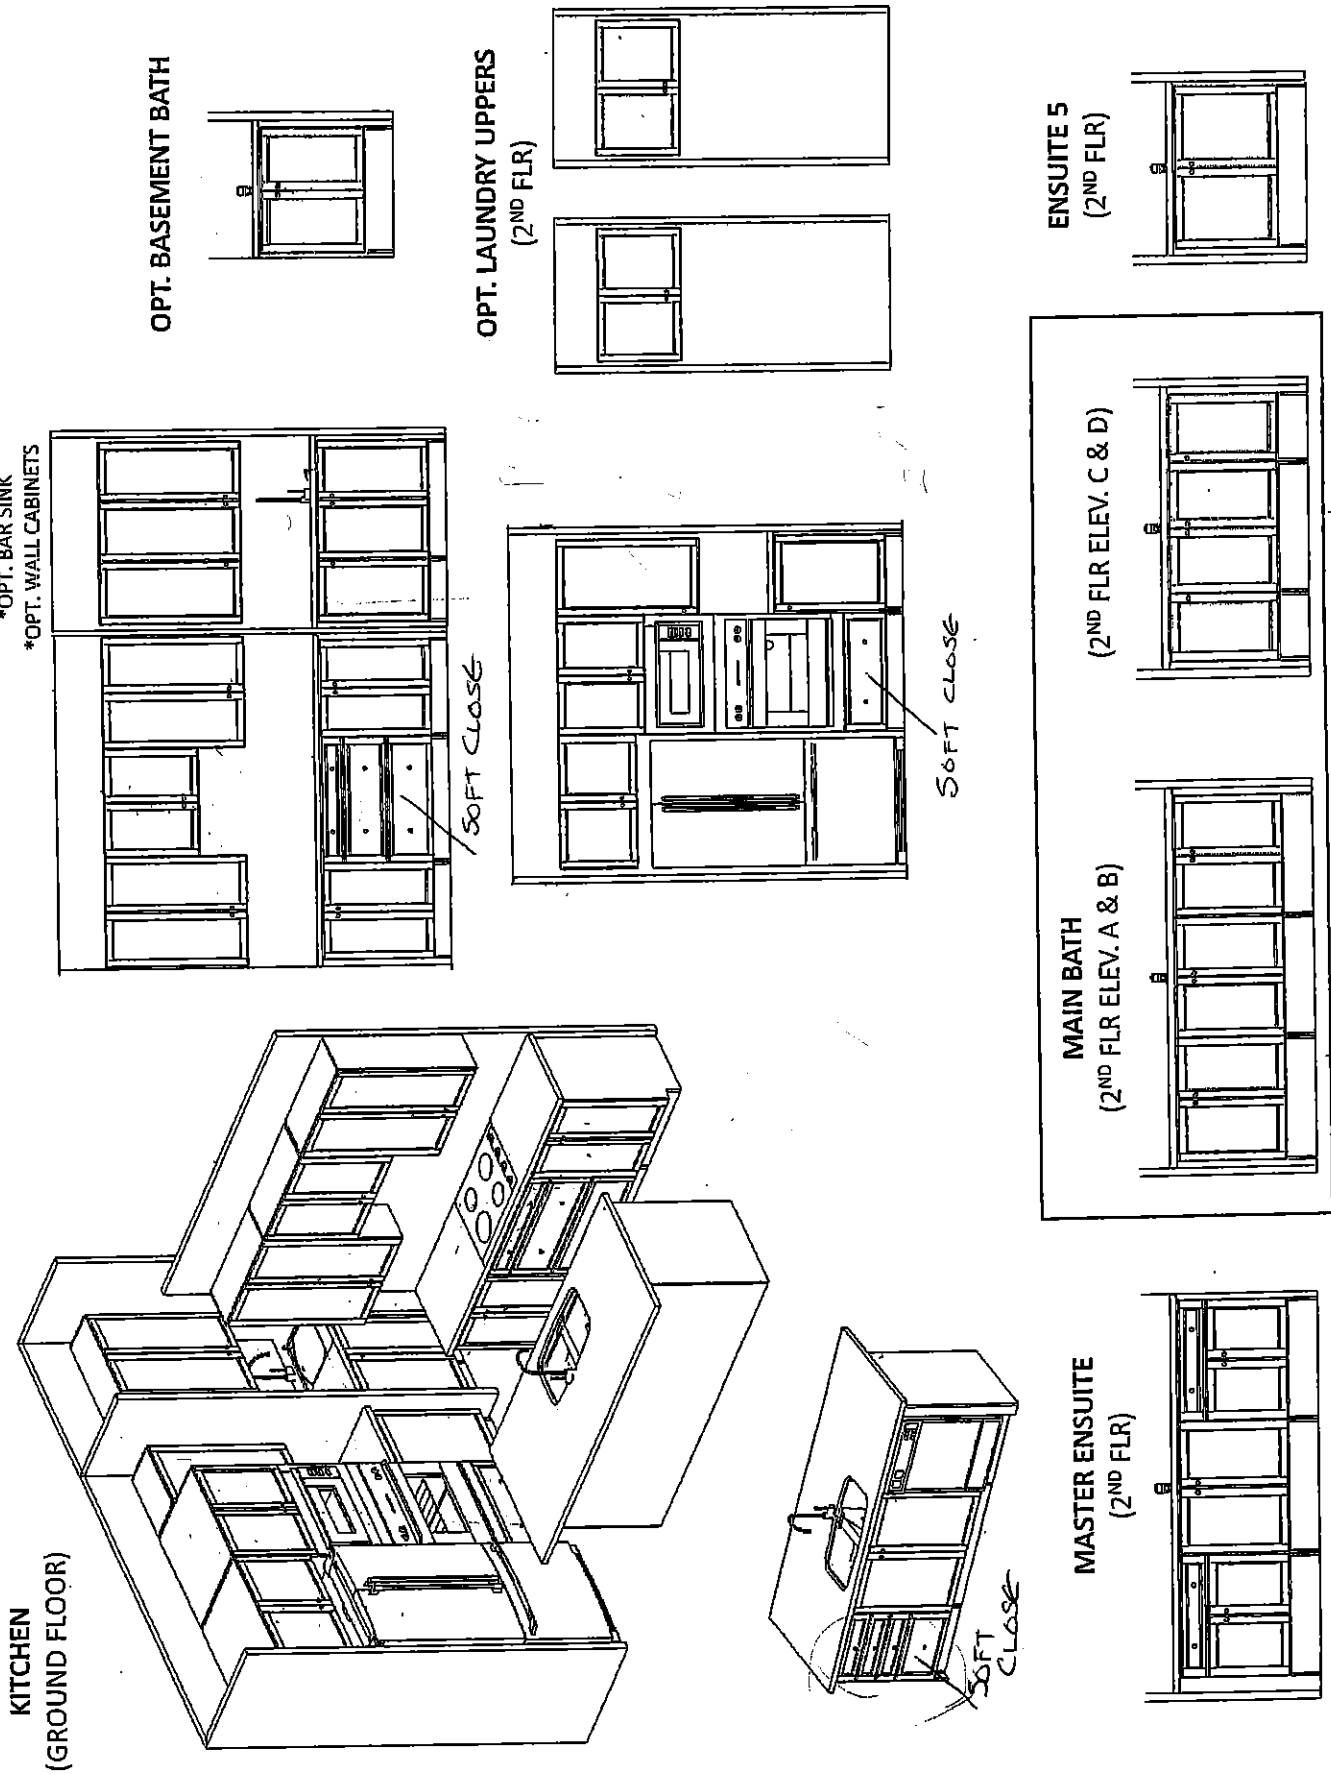 KITCHEN
(GROUND FLOOR)
*OPT. BAR SINK
*OPT. WALL CABINETS
OPT. BASEMENT BATH
SOFT CLOSE
OPT. LAUNDRY UPPERS
(2ND FLR)
SOFT CLOSE
SOFT
CLOSE
MASTER ENSUITE
(2ND FLR)
MAIN BATH
(2ND FLR ELEV. A & B)
(2ND FLR ELEV. C & D)
ENSUITE 5
(2ND FLR)